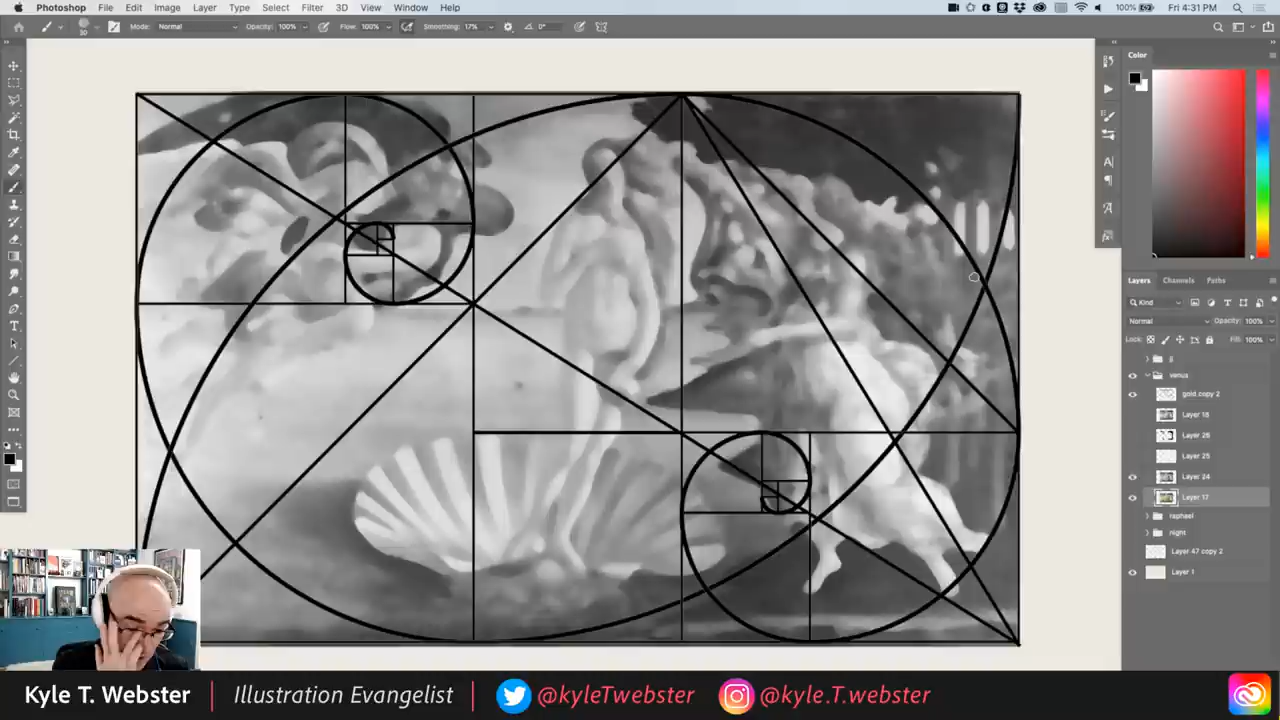 Photoshop File Edit Image Layer Type Select Filter 3D View Window Help
100% Fri 4:31 PM
30 Mode: Normal Opacity: 100% Flow: 100% Smoothing: 17% 0°
Color
Layers Channels Paths
Kind
Normal Opacity: 100%
Lock: Fill: 100%
venus
gold copy 2
Layer 18
Layer 26
Layer 25
Layer 24
Layer 17
raphael
night
Layer 47 copy 2
Layer 1
Kyle T. Webster Illustration Evangelist @kyleTwebster @kyle.T.webster